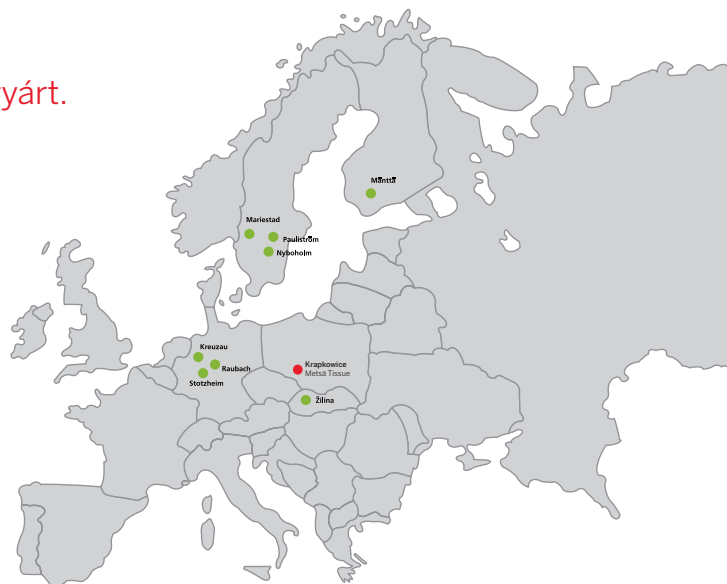 yárt.
Mänttä
Mariestad
Pauliström
Nyboholm
Kreuzau
Raubach
Stotzheim
Krapkowice
Metsä Tissue
Žilina